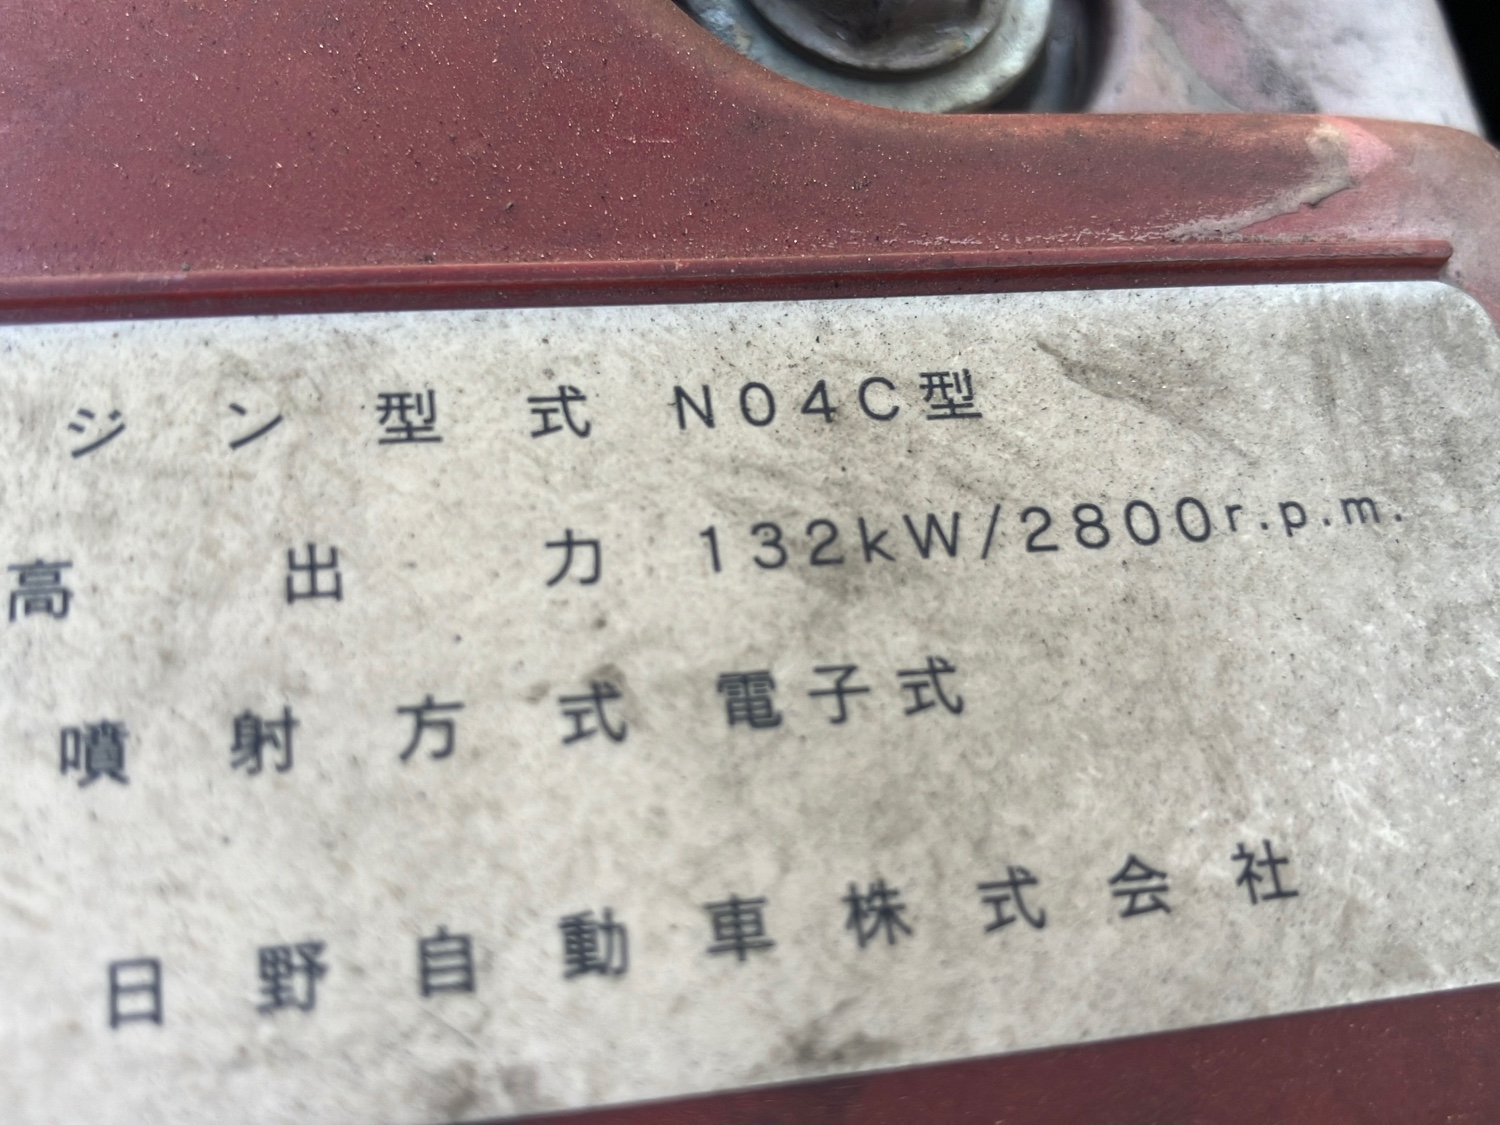 ジン型式 N04C型
高出力 132kW/2800r.p.m.
噴射方式 電子式
日野自動車株式会社